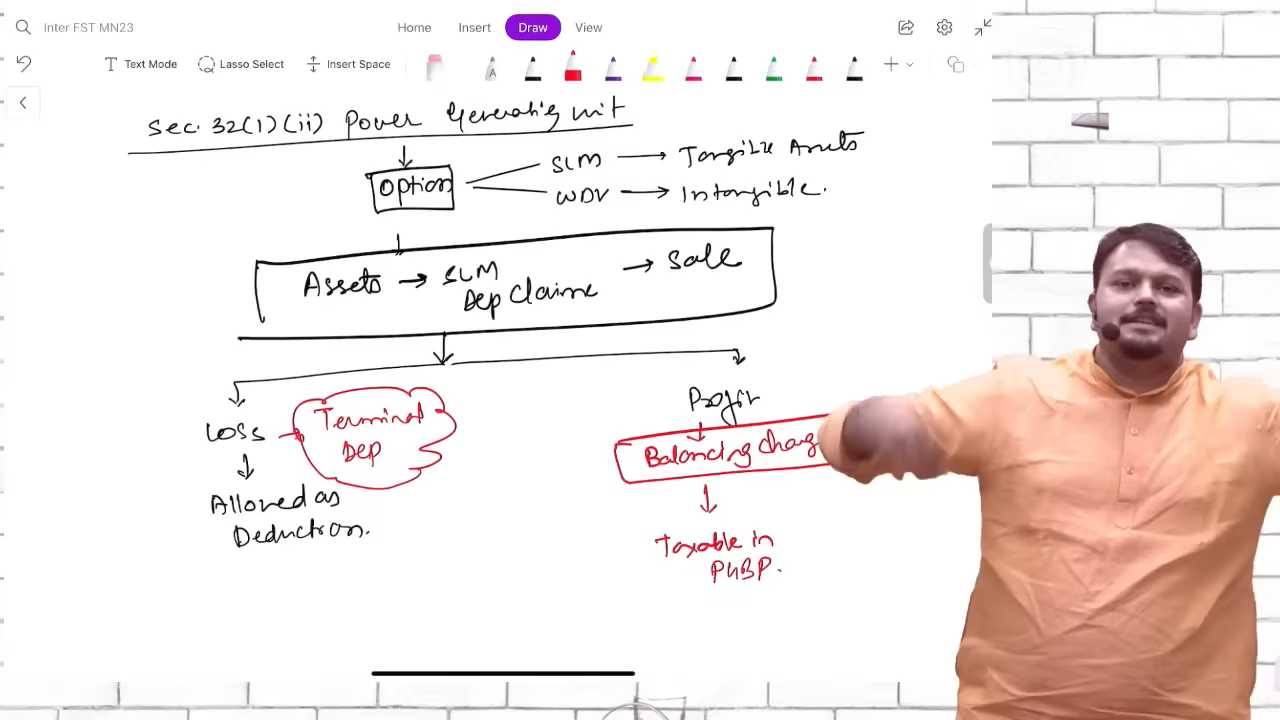 Inter FST MN23
Home Insert Draw View
Text Mode Lasso Select Insert Space
Sec. 32(1)(ii) Power Generating unit
Option
SLM → Tangible Assets
WDV → Intangible.
Assets → SLM → Sale
Dep Claime
Loss → Terminal Dep
Allowed as
Deduction.
Profit
Balancing Charg
Taxable in
PGBP.